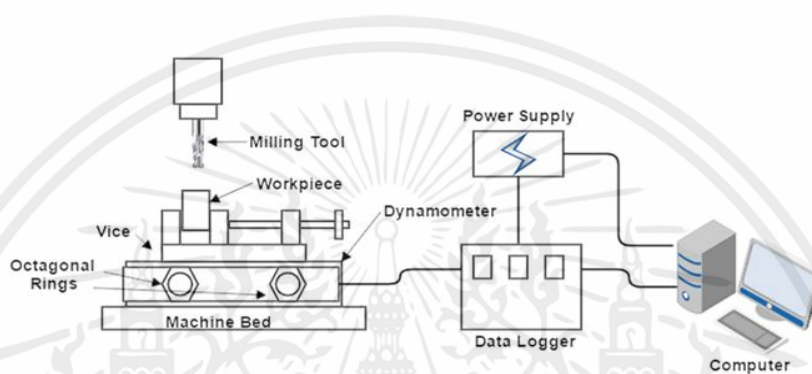 Power Supply
Milling Tool
Workpiece
Dynamometer
Vice
Octagonal
Rings
Machine Bed
Data Logger
Computer